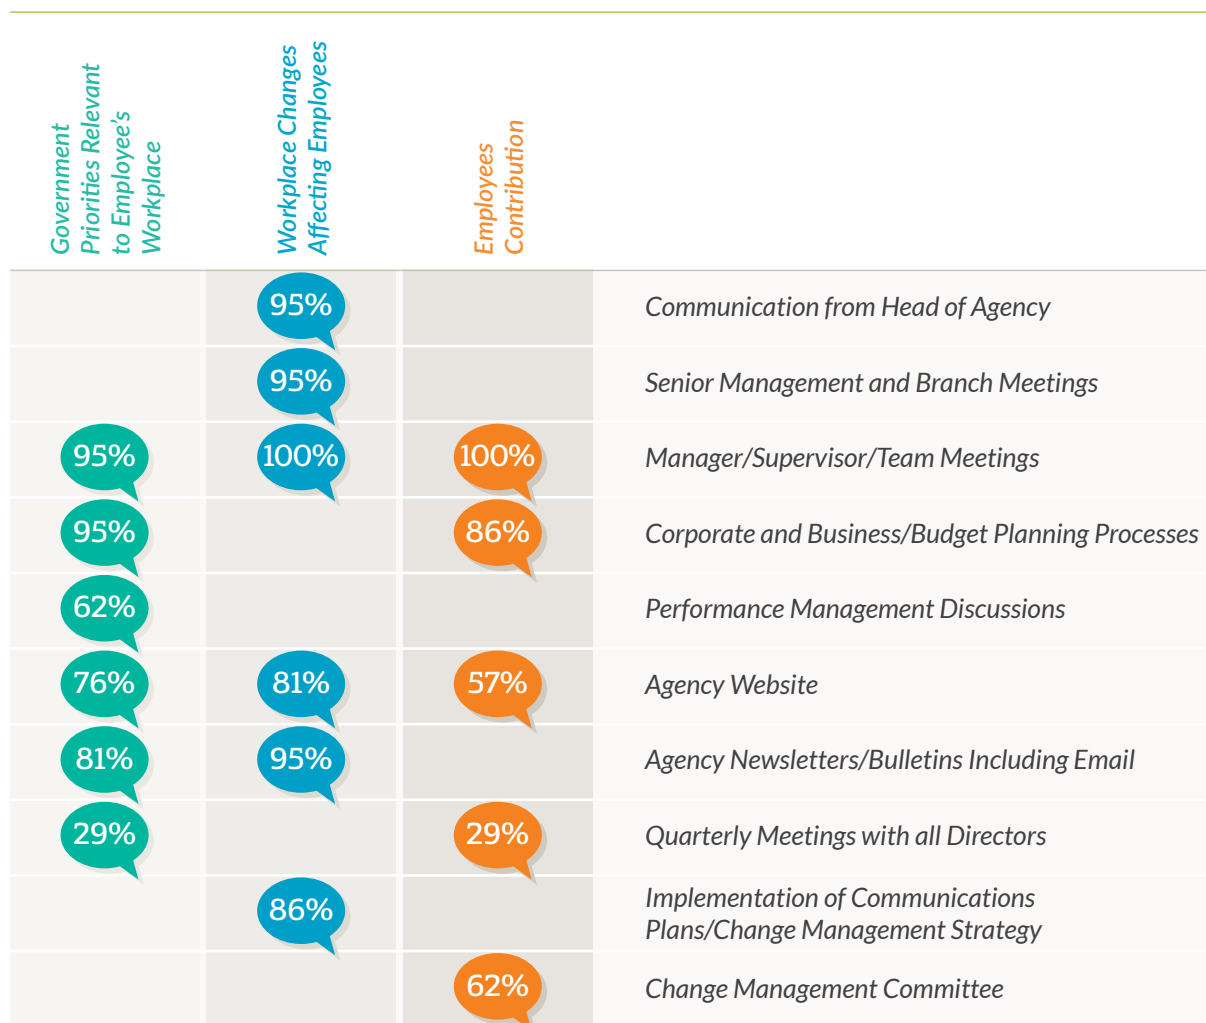 Government
Priorities Relevant
to Employee's
Workplace
Workplace Changes
Affecting Employees
Employees
Contribution
95% Communication from Head of Agency
95% Senior Management and Branch Meetings
95% 100% 100% Manager/Supervisor/Team Meetings
95% 86% Corporate and Business/Budget Planning Processes
62% Performance Management Discussions
76% 81% 57% Agency Website
81% 95% Agency Newsletters/Bulletins Including Email
29% 29% Quarterly Meetings with all Directors
86% Implementation of Communications
Plans/Change Management Strategy
62% Change Management Committee